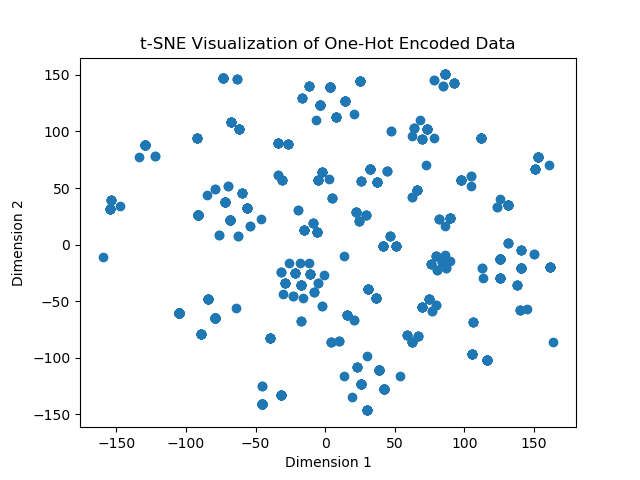 t-SNE Visualization of One-Hot Encoded Data
150
100
50
0
−50
−100
−150
Dimension 2
−150 −100 −50 0 50 100 150
Dimension 1